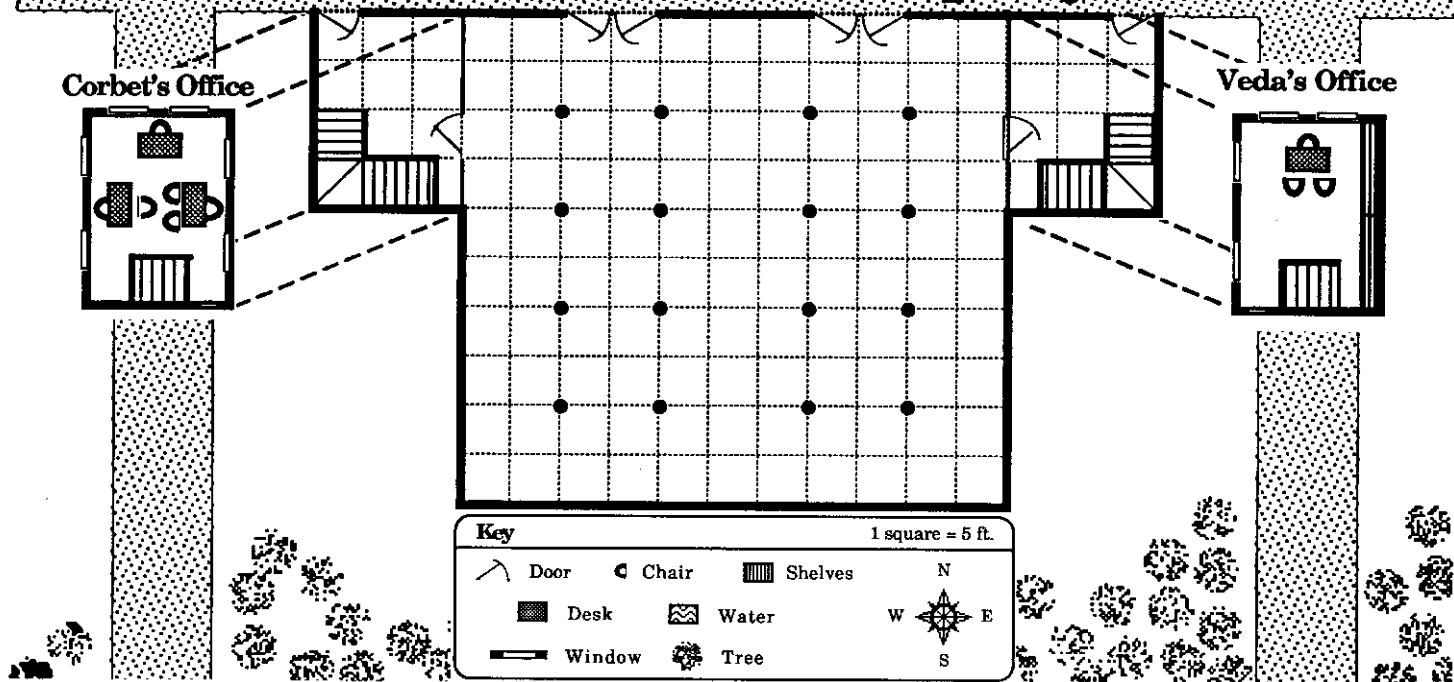 Corbet's Office
Veda's Office
Key
1 square = 5 ft.
Door
Chair
Shelves
Desk
Water
Window
Tree
N
W
E
S